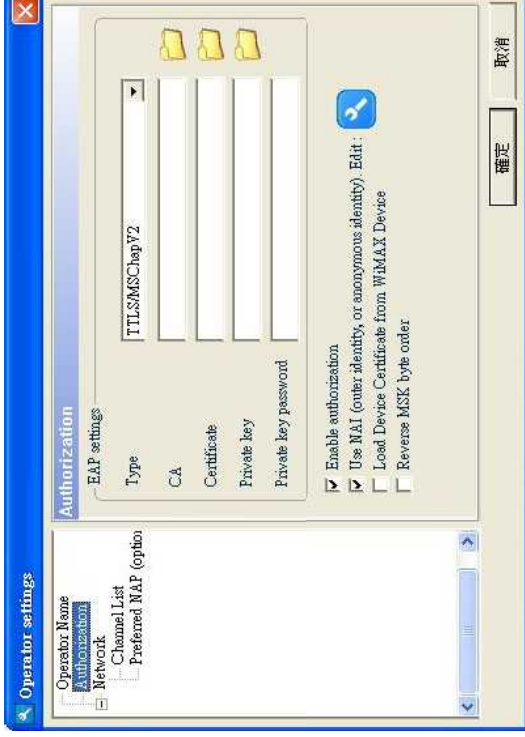 Operator settings
Operator Name
Authorization
Network
Channel List
Preferred NAP (option
Authorization
EAP settings
Type
TTLS/MSChapV2
CA
Certificate
Private key
Private key password
Enable authorization
Use NAI (outer identity, or anonymous identity). Edit :
Load Device Certificate from WiMAX Device
Reverse MSK byte order
確定
取消